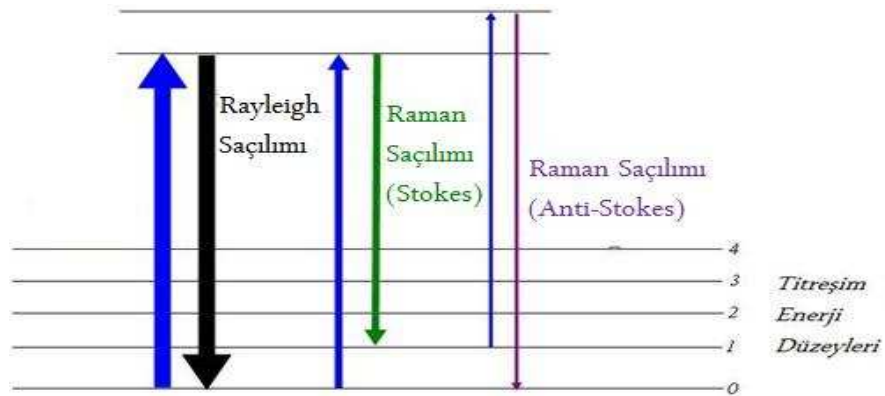 Rayleigh
Saçılımı
Raman
Saçılımı
(Stokes)
Raman Saçılımı
(Anti-Stokes)
4
3
2
1
0
Titreşim
Enerji
Düzeyleri